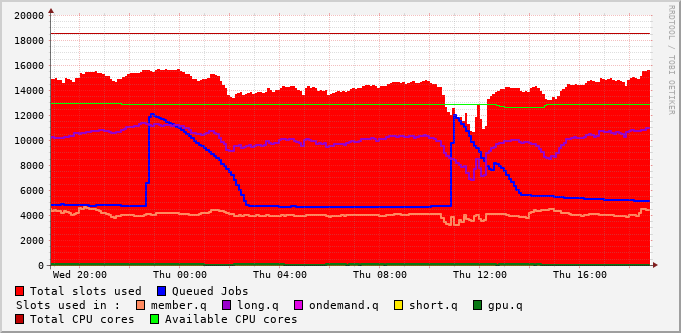 20000
18000
16000
14000
12000
10000
8000
6000
4000
2000
0
Wed 20:00 Thu 00:00 Thu 04:00 Thu 08:00 Thu 12:00 Thu 16:00
Total slots used Queued Jobs
Slots used in : member.q long.q ondemand.q short.q gpu.q
Total CPU cores Available CPU cores
RRDTOOL / TOBI OETIKER